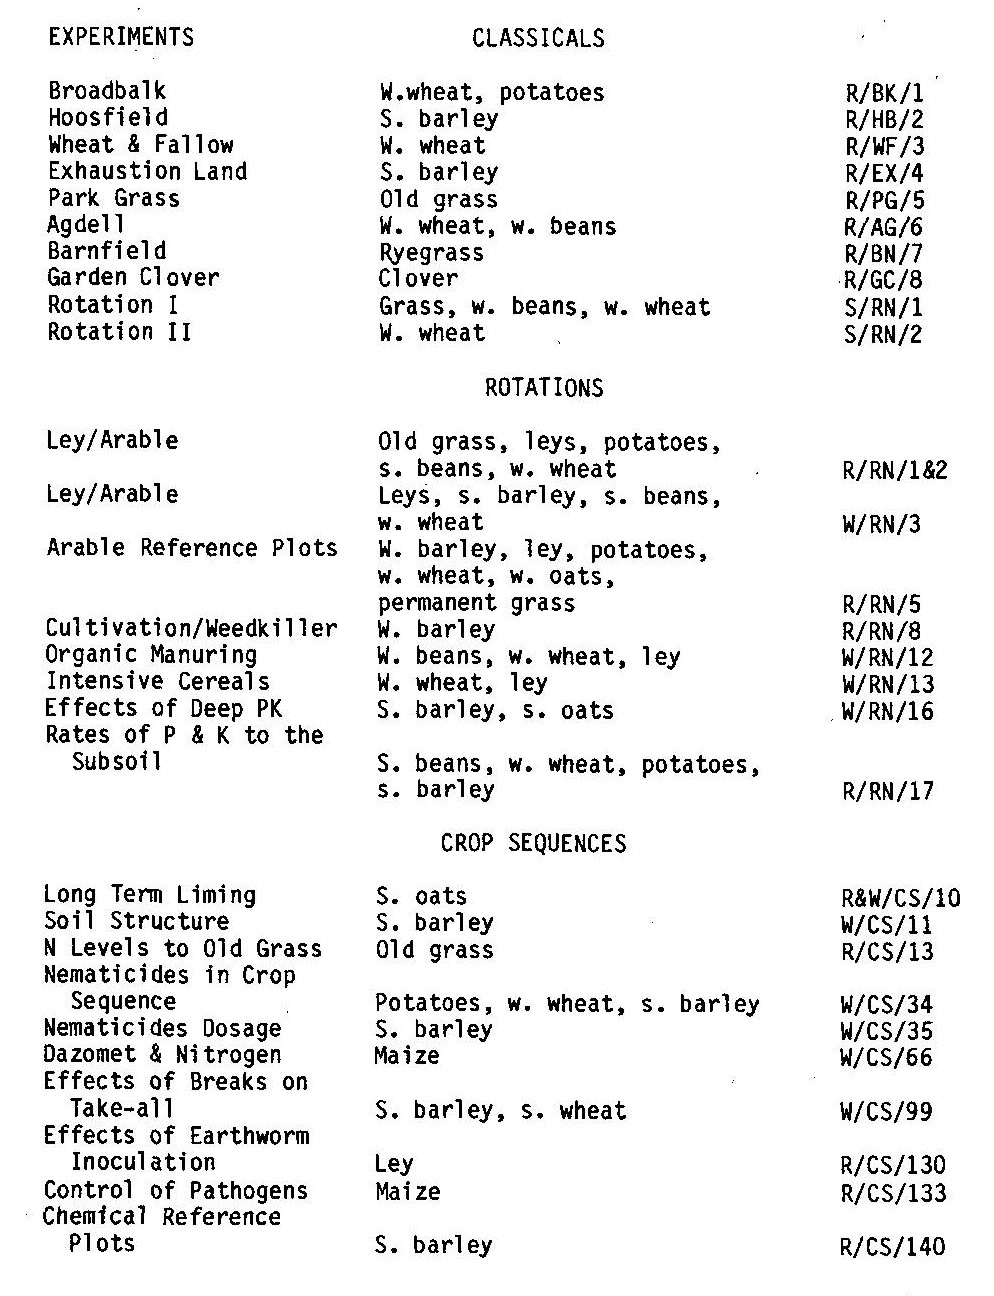 EXPERIMENTS CLASSICALS
Broadbalk W.wheat, potatoes R/BK/1
Hoosfield S. barley R/HB/2
Wheat & Fallow W. wheat R/WF/3
Exhaustion Land S. barley R/EX/4
Park Grass Old grass R/PG/5
Agdell W. wheat, w. beans R/AG/6
Barnfield Ryegrass R/BN/7
Garden Clover Clover R/GC/8
Rotation I Grass, w. beans, w. wheat S/RN/1
Rotation II W. wheat S/RN/2
ROTATIONS
Ley/Arable Old grass, leys, potatoes,
s. beans, w. wheat R/RN/1&2
Ley/Arable Leys, s. barley, s. beans,
w. wheat W/RN/3
Arable Reference Plots W. barley, ley, potatoes,
w. wheat, w. oats,
permanent grass R/RN/5
Cultivation/Weedkiller W. barley R/RN/8
Organic Manuring W. beans, w. wheat, ley W/RN/12
Intensive Cereals W. wheat, ley W/RN/13
Effects of Deep PK S. barley, s. oats W/RN/16
Rates of P & K to the
Subsoil S. beans, w. wheat, potatoes,
s. barley R/RN/17
CROP SEQUENCES
Long Term Liming S. oats R&W/CS/10
Soil Structure S. barley W/CS/11
N Levels to Old Grass Old grass R/CS/13
Nematicides in Crop
Sequence Potatoes, w. wheat, s. barley W/CS/34
Nematicides Dosage S. barley W/CS/35
Dazomet & Nitrogen Maize W/CS/66
Effects of Breaks on
Take-all S. barley, s. wheat W/CS/99
Effects of Earthworm
Inoculation Ley R/CS/130
Control of Pathogens Maize R/CS/133
Chemical Reference
Plots S. barley R/CS/140